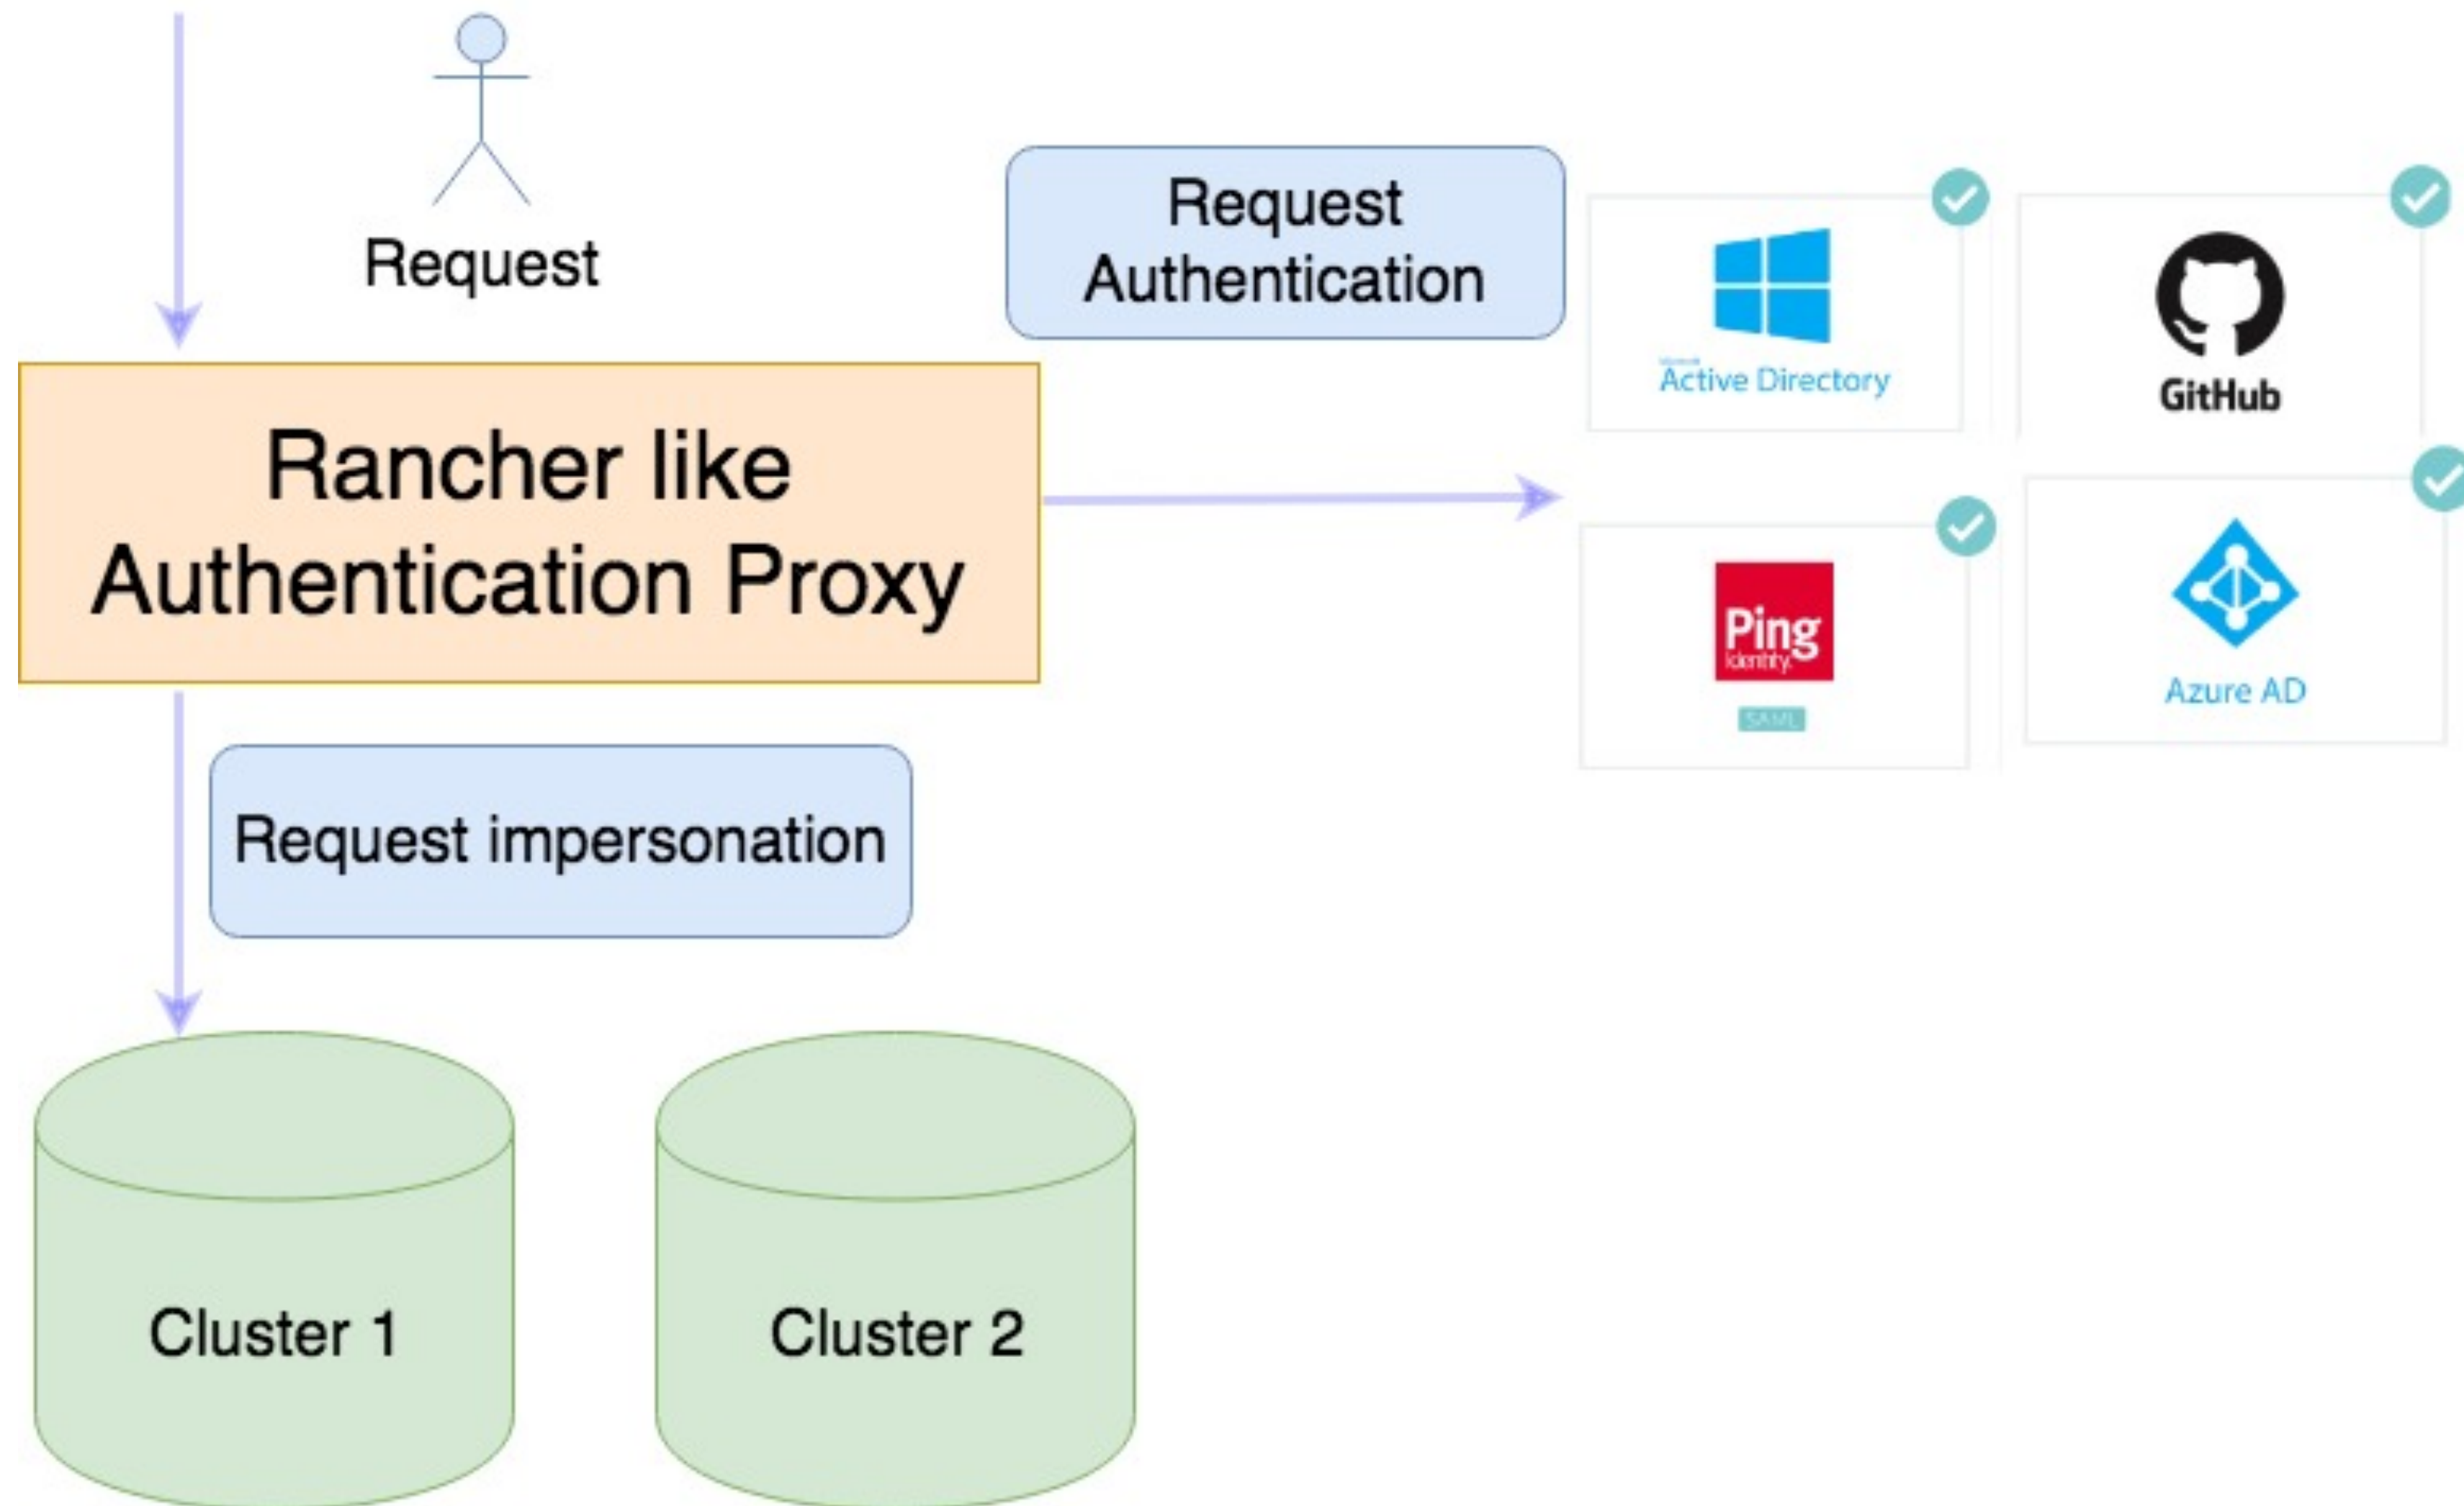 Request
Request
Authentication
Active Directory
GitHub
Rancher like
Authentication Proxy
Ping
Identity.
SAML
Azure AD
Request impersonation
Cluster 1
Cluster 2